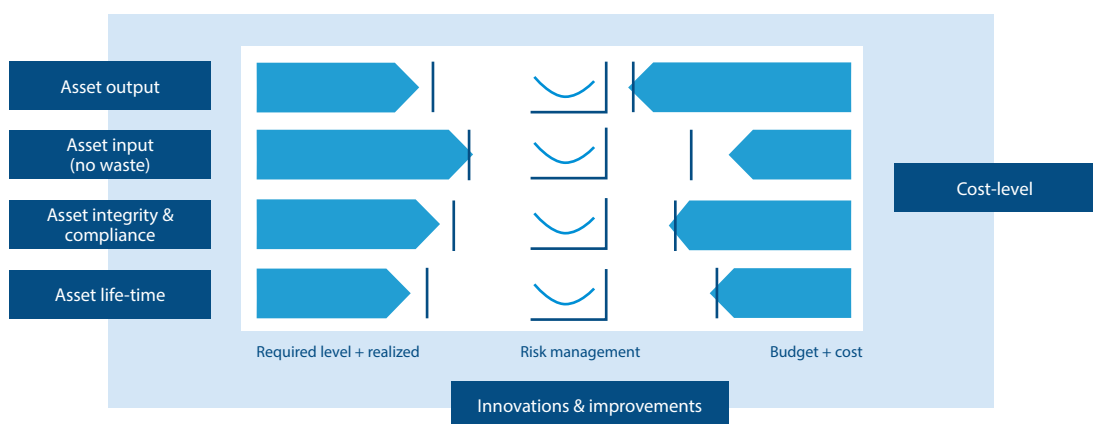 Asset output
Asset input
(no waste)
Asset integrity &
compliance
Asset life-time
Cost-level
Required level + realized
Risk management
Budget + cost
Innovations & improvements